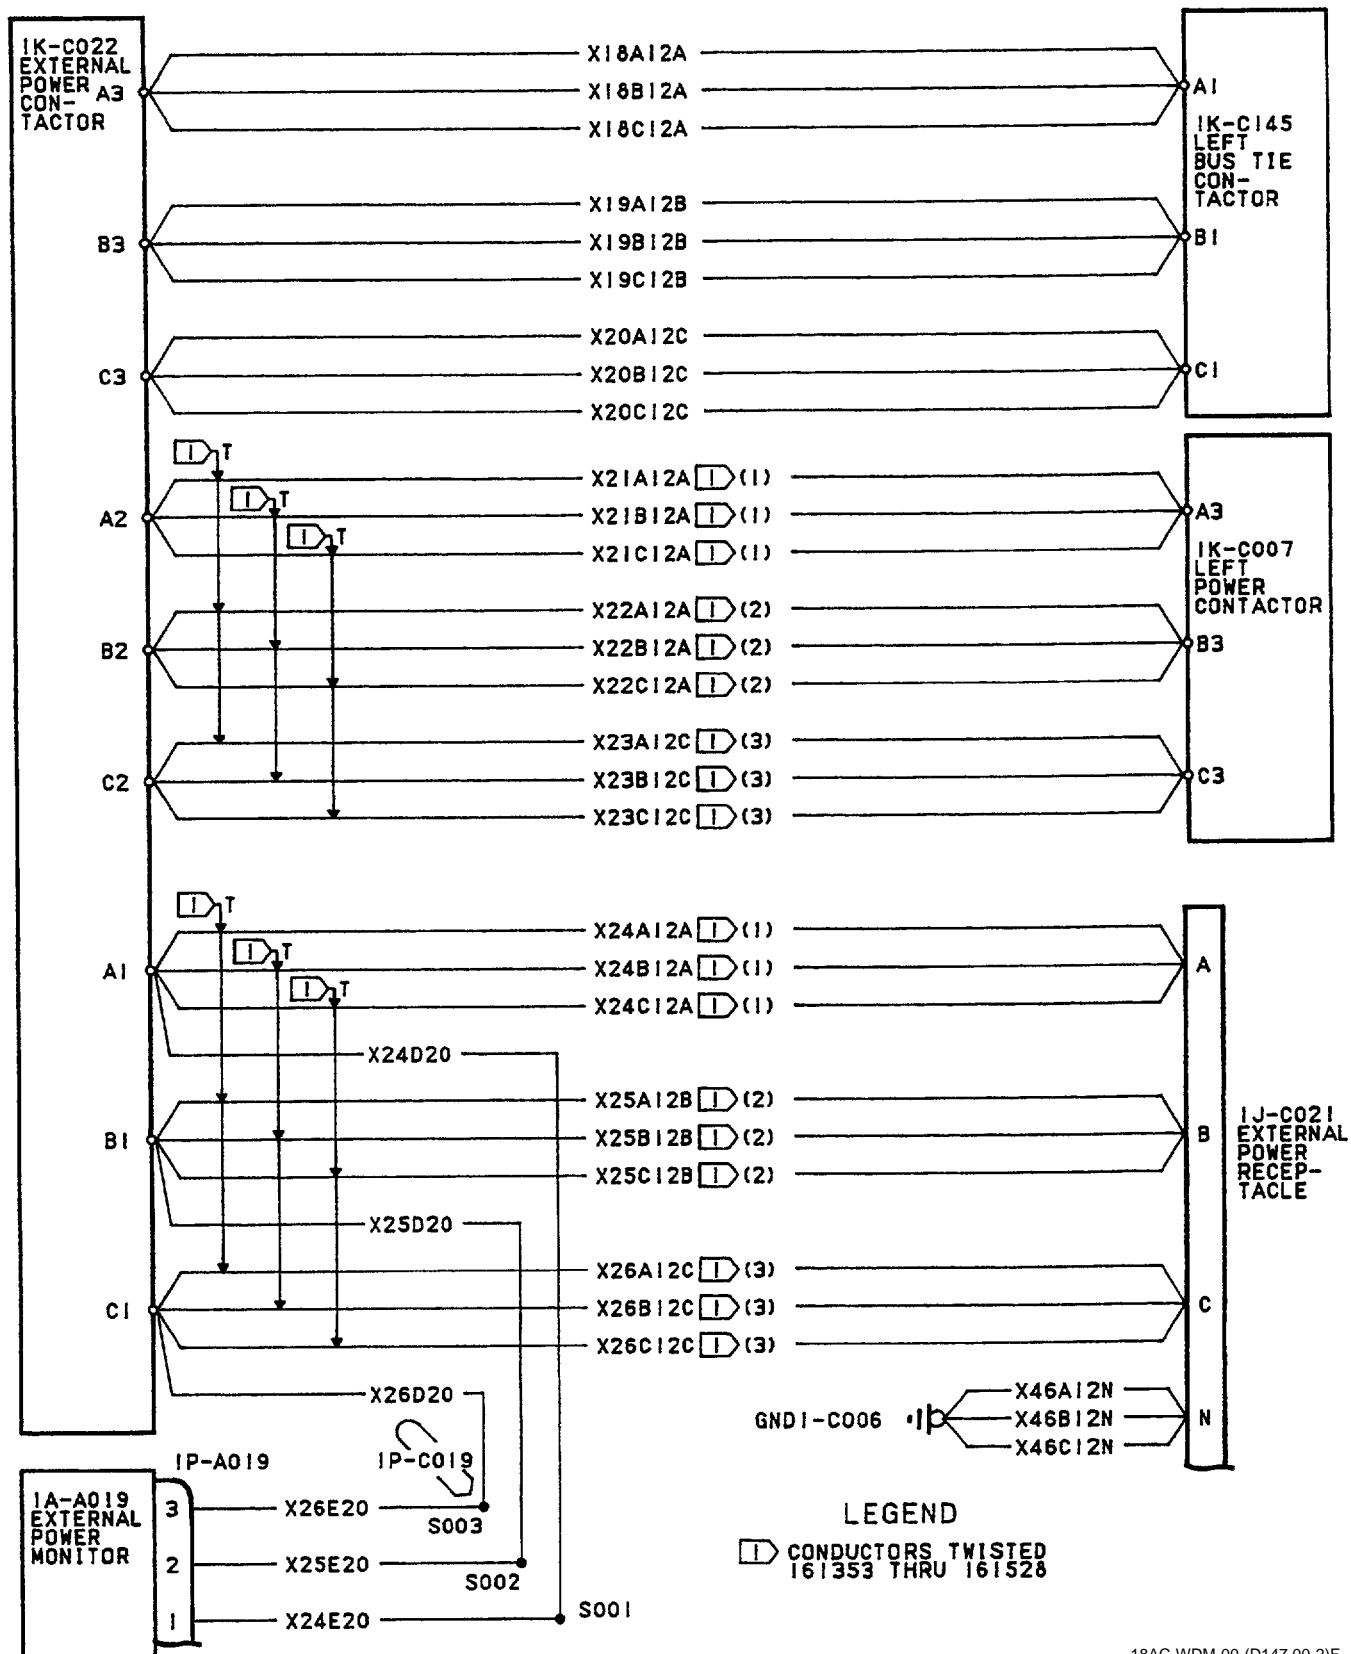 1K-C022
EXTERNAL
POWER
CON-
TACTOR
A3
X18A12A
X18B12A
X18C12A
A1
1K-C145
LEFT
BUS TIE
CON-
TACTOR
B3
X19A12B
X19B12B
X19C12B
B1
C3
X20A12C
X20B12C
X20C12C
C1
1 T
1 T
1 T
A2
X21A12A 1 (1)
X21B12A 1 (1)
X21C12A 1 (1)
A3
1K-C007
LEFT
POWER
CONTACTOR
B2
X22A12A 1 (2)
X22B12A 1 (2)
X22C12A 1 (2)
B3
C2
X23A12C 1 (3)
X23B12C 1 (3)
X23C12C 1 (3)
C3
1 T
1 T
1 T
A1
X24A12A 1 (1)
X24B12A 1 (1)
X24C12A 1 (1)
A
X24D20
B1
X25A12B 1 (2)
X25B12B 1 (2)
X25C12B 1 (2)
B
1J-C021
EXTERNAL
POWER
RECEP-
TACLE
X25D20
C1
X26A12C 1 (3)
X26B12C 1 (3)
X26C12C 1 (3)
C
X26D20
GND1-C006
X46A12N
X46B12N
X46C12N
N
1P-A019
1P-C019
1A-A019
EXTERNAL
POWER
MONITOR
3 X26E20
S003
2 X25E20
S002
1 X24E20
S001
LEGEND
1 CONDUCTORS TWISTED
161353 THRU 161528